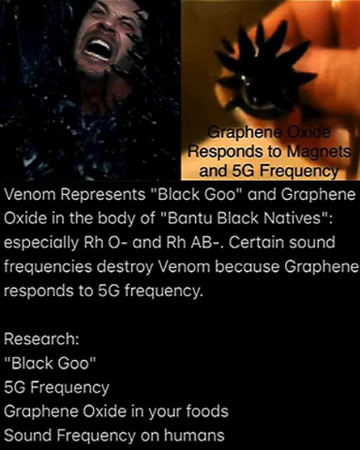 Graphene Oxide
Responds to Magnets
and 5G Frequency
Venom Represents "Black Goo" and Graphene
Oxide in the body of "Bantu Black Natives":
especially Rh O- and Rh AB-. Certain sound
frequencies destroy Venom because Graphene
responds to 5G frequency.
Research:
"Black Goo"
5G Frequency
Graphene Oxide in your foods
Sound Frequency on humans